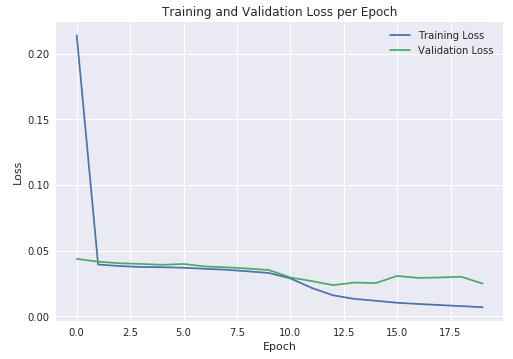 Training and Validation Loss per Epoch
Training Loss
Validation Loss
0.20
0.15
0.10
0.05
0.00
Loss
0.0 2.5 5.0 7.5 10.0 12.5 15.0 17.5
Epoch